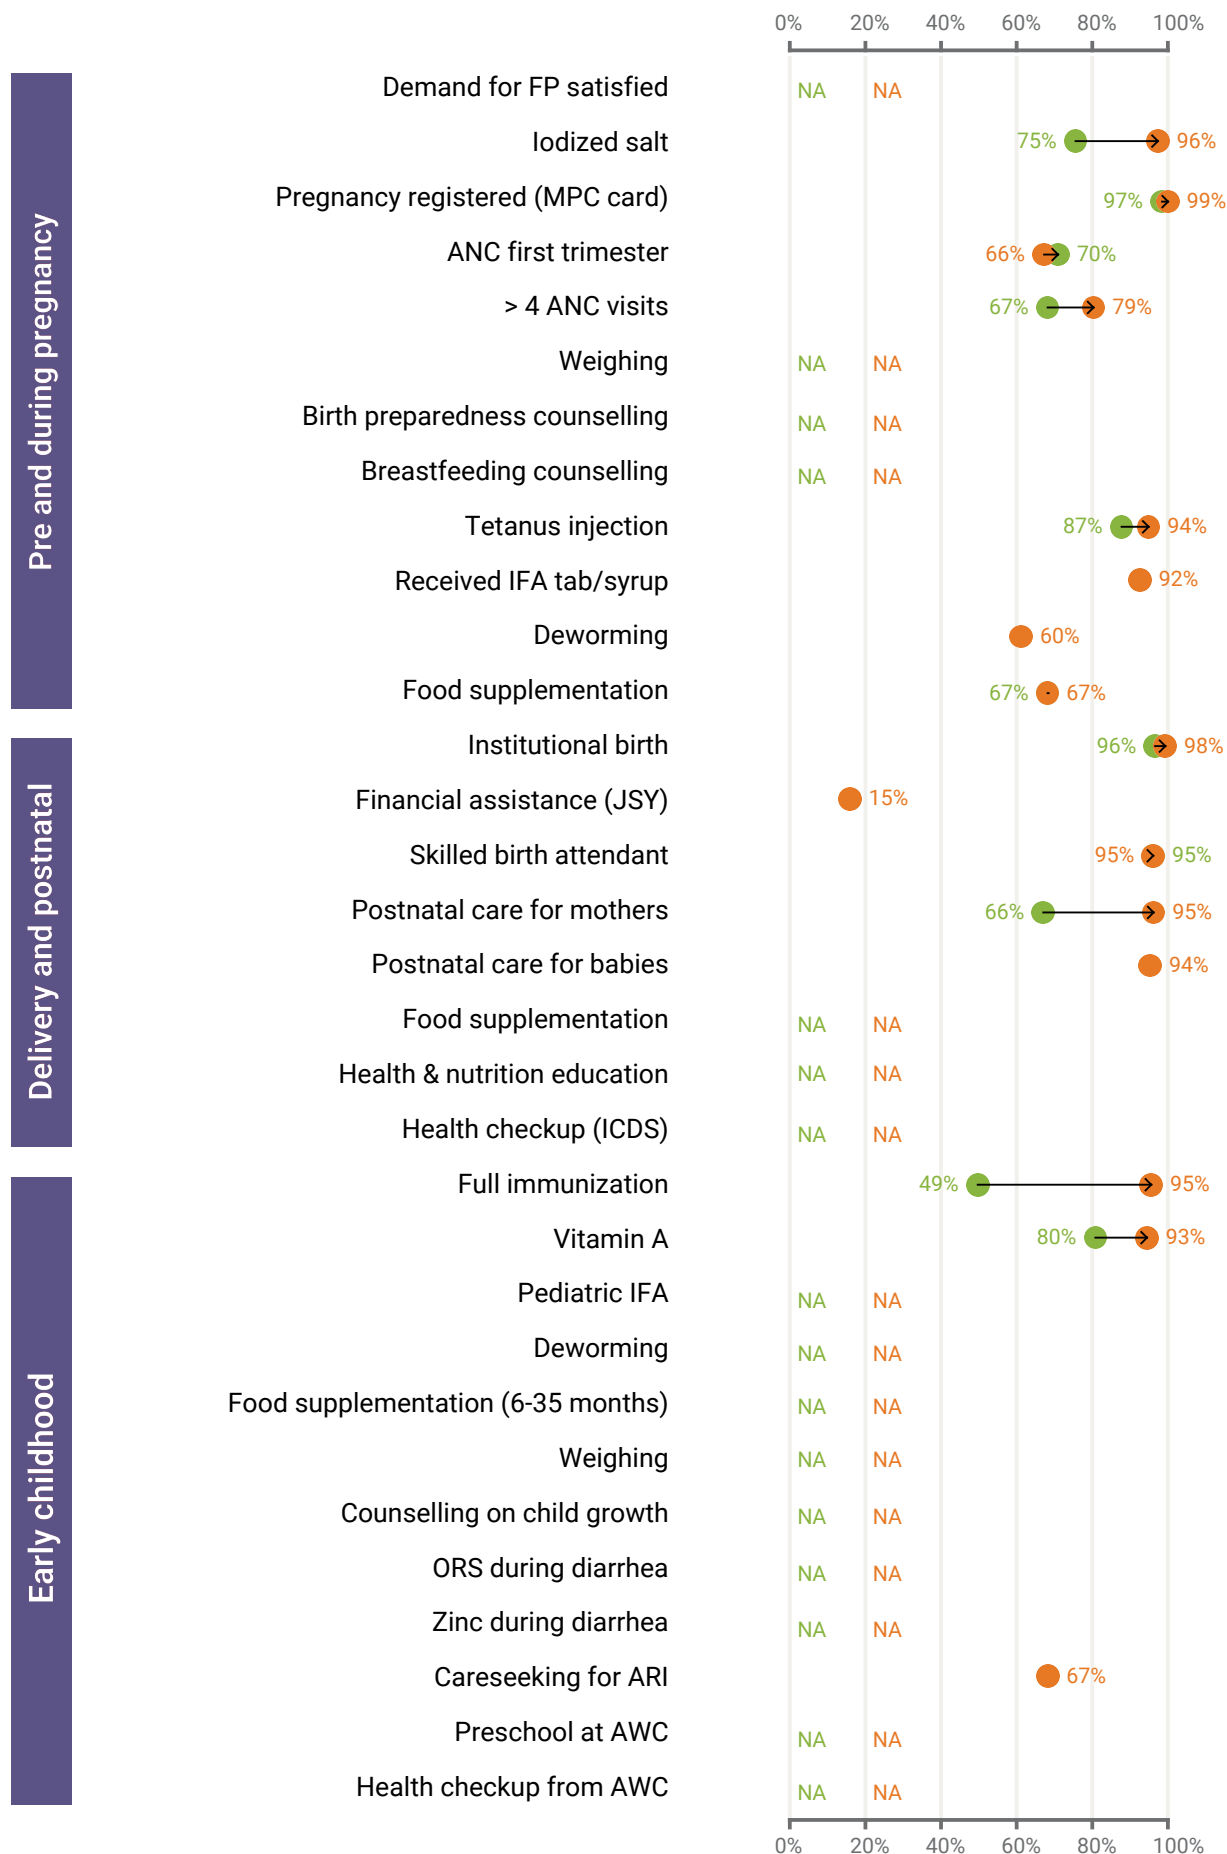 0% 20% 40% 60% 80% 100%
Pre and during pregnancy
Demand for FP satisfied NA NA
Iodized salt 75% 96%
Pregnancy registered (MPC card) 97% 99%
ANC first trimester 66% 70%
> 4 ANC visits 67% 79%
Weighing NA NA
Birth preparedness counselling NA NA
Breastfeeding counselling NA NA
Tetanus injection 87% 94%
Received IFA tab/syrup 92%
Deworming 60%
Food supplementation 67% 67%
Delivery and postnatal
Institutional birth 96% 98%
Financial assistance (JSY) 15%
Skilled birth attendant 95% 95%
Postnatal care for mothers 66% 95%
Postnatal care for babies 94%
Food supplementation NA NA
Health & nutrition education NA NA
Health checkup (ICDS) NA NA
Early childhood
Full immunization 49% 95%
Vitamin A 80% 93%
Pediatric IFA NA NA
Deworming NA NA
Food supplementation (6-35 months) NA NA
Weighing NA NA
Counselling on child growth NA NA
ORS during diarrhea NA NA
Zinc during diarrhea NA NA
Careseeking for ARI 67%
Preschool at AWC NA NA
Health checkup from AWC NA NA
0% 20% 40% 60% 80% 100%